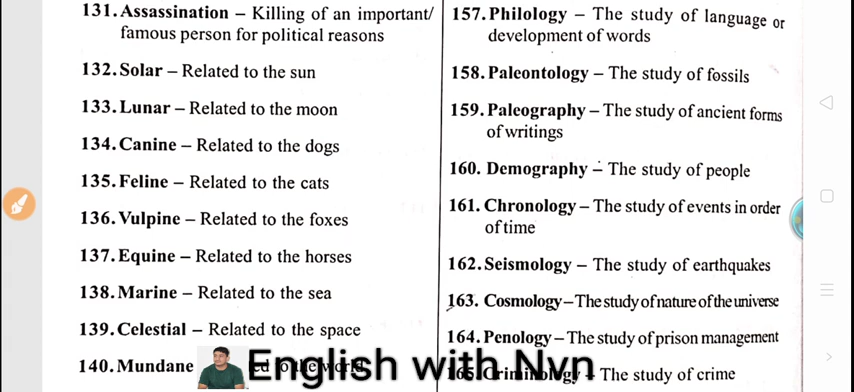 131. Assassination – Killing of an important/
famous person for political reasons
132. Solar – Related to the sun
133. Lunar – Related to the moon
134. Canine – Related to the dogs
135. Feline – Related to the cats
136. Vulpine – Related to the foxes
137. Equine – Related to the horses
138. Marine – Related to the sea
139. Celestial – Related to the space
140. Mundane
157. Philology – The study of language or
development of words
158. Paleontology – The study of fossils
159. Paleography – The study of ancient forms
of writings
160. Demography – The study of people
161. Chronology – The study of events in order
of time
162. Seismology – The study of earthquakes
163. Cosmology – The study of nature of the universe
164. Penology – The study of prison management
165. Criminology – The study of crime
English with Nvn